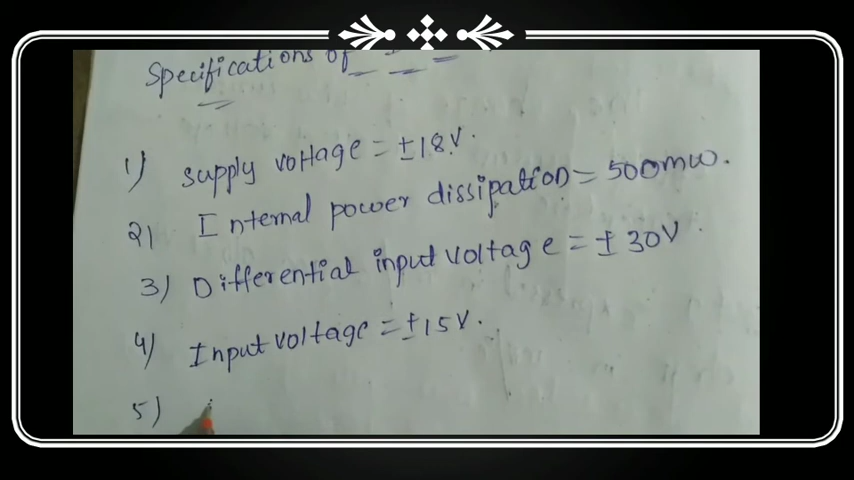 Specifications of
1) Supply voltage = ±18V.
2) Internal power dissipation = 500mw.
3) Differential input voltage = ±30V
4) Input voltage = ±15V.
5)